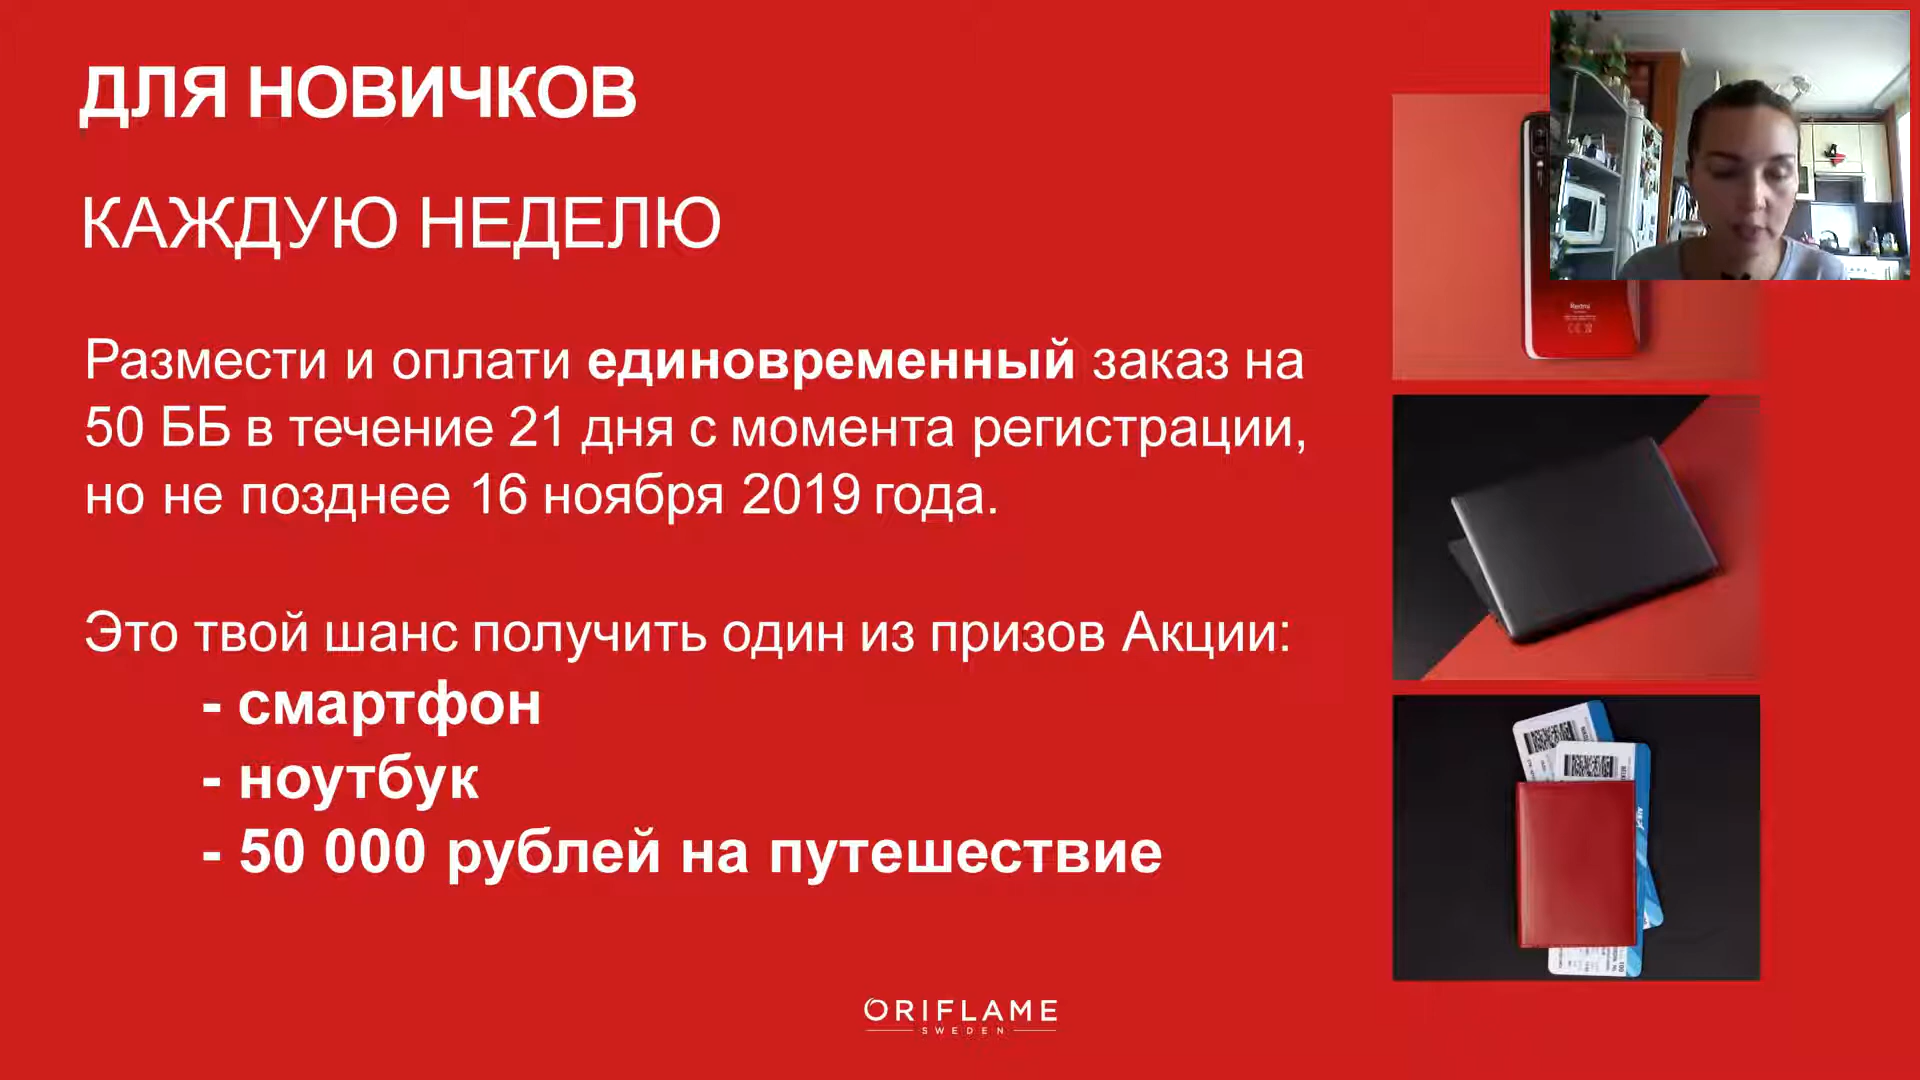 ДЛЯ НОВИЧКОВ
КАЖДУЮ НЕДЕЛЮ
Размести и оплати единовременный заказ на
50 ББ в течение 21 дня с момента регистрации,
но не позднее 16 ноября 2019 года.
Это твой шанс получить один из призов Акции:
- смартфон
- ноутбук
- 50 000 рублей на путешествие
Redmi
ORIFLAME
SWEDEN